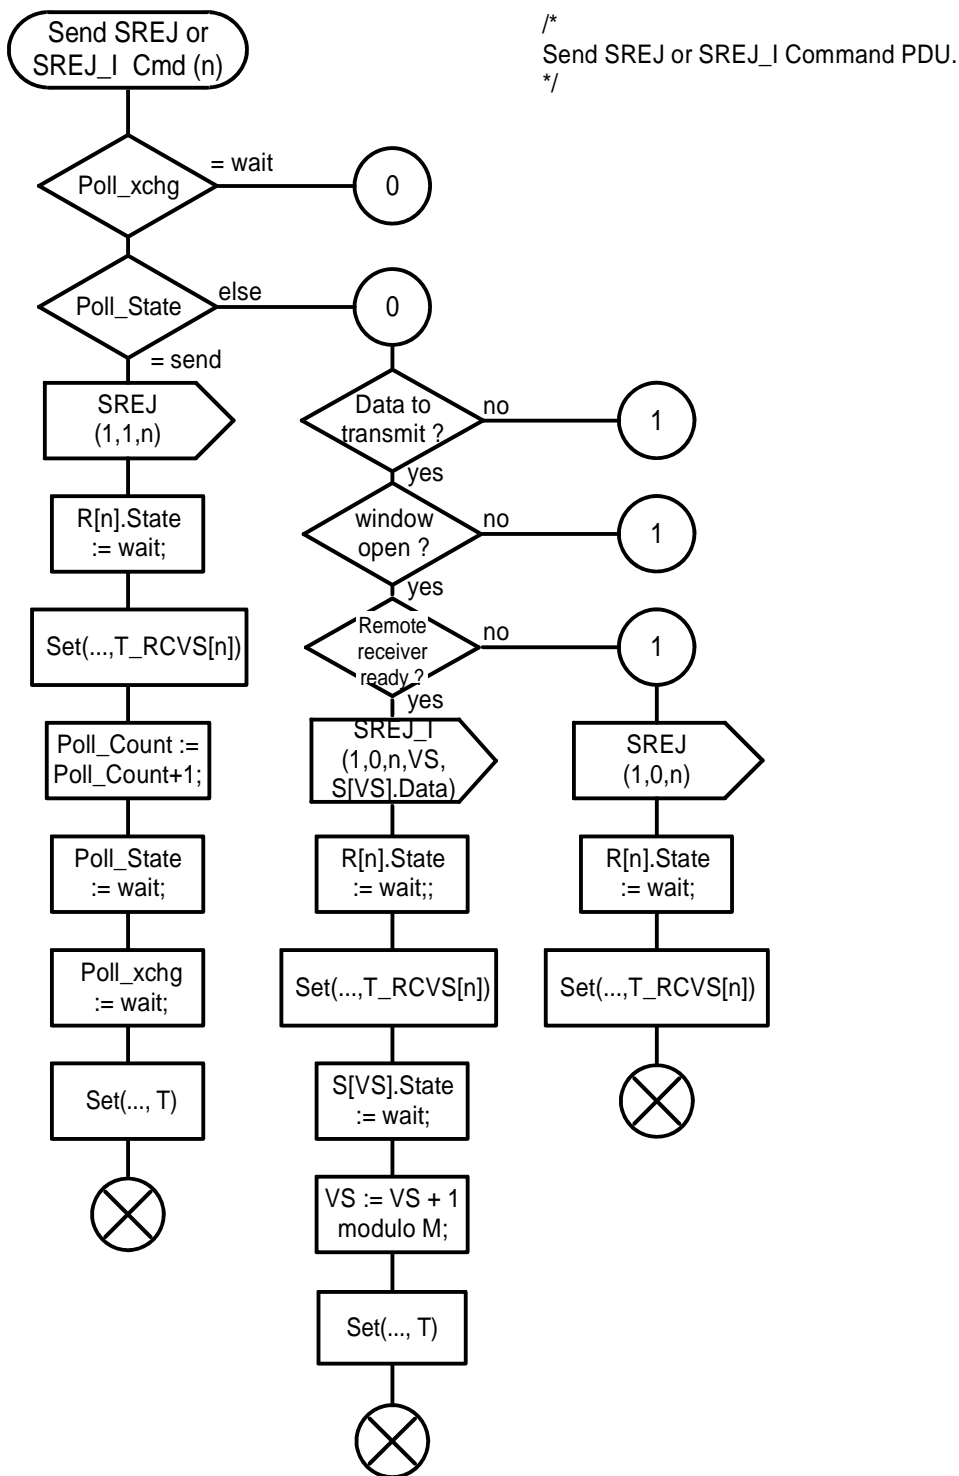 Send SREJ or
SREJ_I Cmd (n)
/*
Send SREJ or SREJ_I Command PDU.
*/
Poll_xchg
= wait
0
Poll_State
else
0
= send
SREJ
(1,1,n)
R[n].State
:= wait;
Set(...,T_RCVS[n])
Poll_Count :=
Poll_Count+1;
Poll_State
:= wait;
Poll_xchg
:= wait;
Set(..., T)
Data to
transmit ?
no
1
yes
window
open ?
no
1
yes
Remote
receiver
ready ?
no
1
yes
SREJ_I
(1,0,n,VS,
S[VS].Data)
R[n].State
:= wait;;
Set(...,T_RCVS[n])
S[VS].State
:= wait;
VS := VS + 1
modulo M;
Set(..., T)
SREJ
(1,0,n)
R[n].State
:= wait;
Set(...,T_RCVS[n])